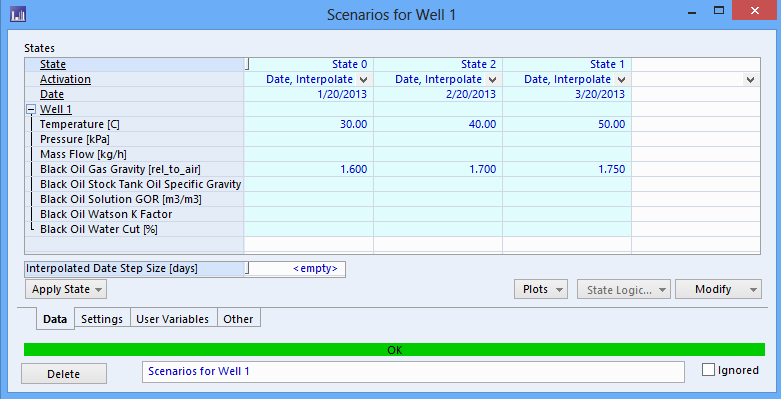 Scenarios for Well 1
States
State State 0 State 2 State 1
Activation Date, Interpolate Date, Interpolate Date, Interpolate
Date 1/20/2013 2/20/2013 3/20/2013
Well 1
Temperature [C] 30.00 40.00 50.00
Pressure [kPa]
Mass Flow [kg/h]
Black Oil Gas Gravity [rel_to_air] 1.600 1.700 1.750
Black Oil Stock Tank Oil Specific Gravity
Black Oil Solution GOR [m3/m3]
Black Oil Watson K Factor
Black Oil Water Cut [%]
Interpolated Date Step Size [days] <empty>
Apply State Plots State Logic... Modify
Data Settings User Variables Other
OK
Delete Scenarios for Well 1 Ignored